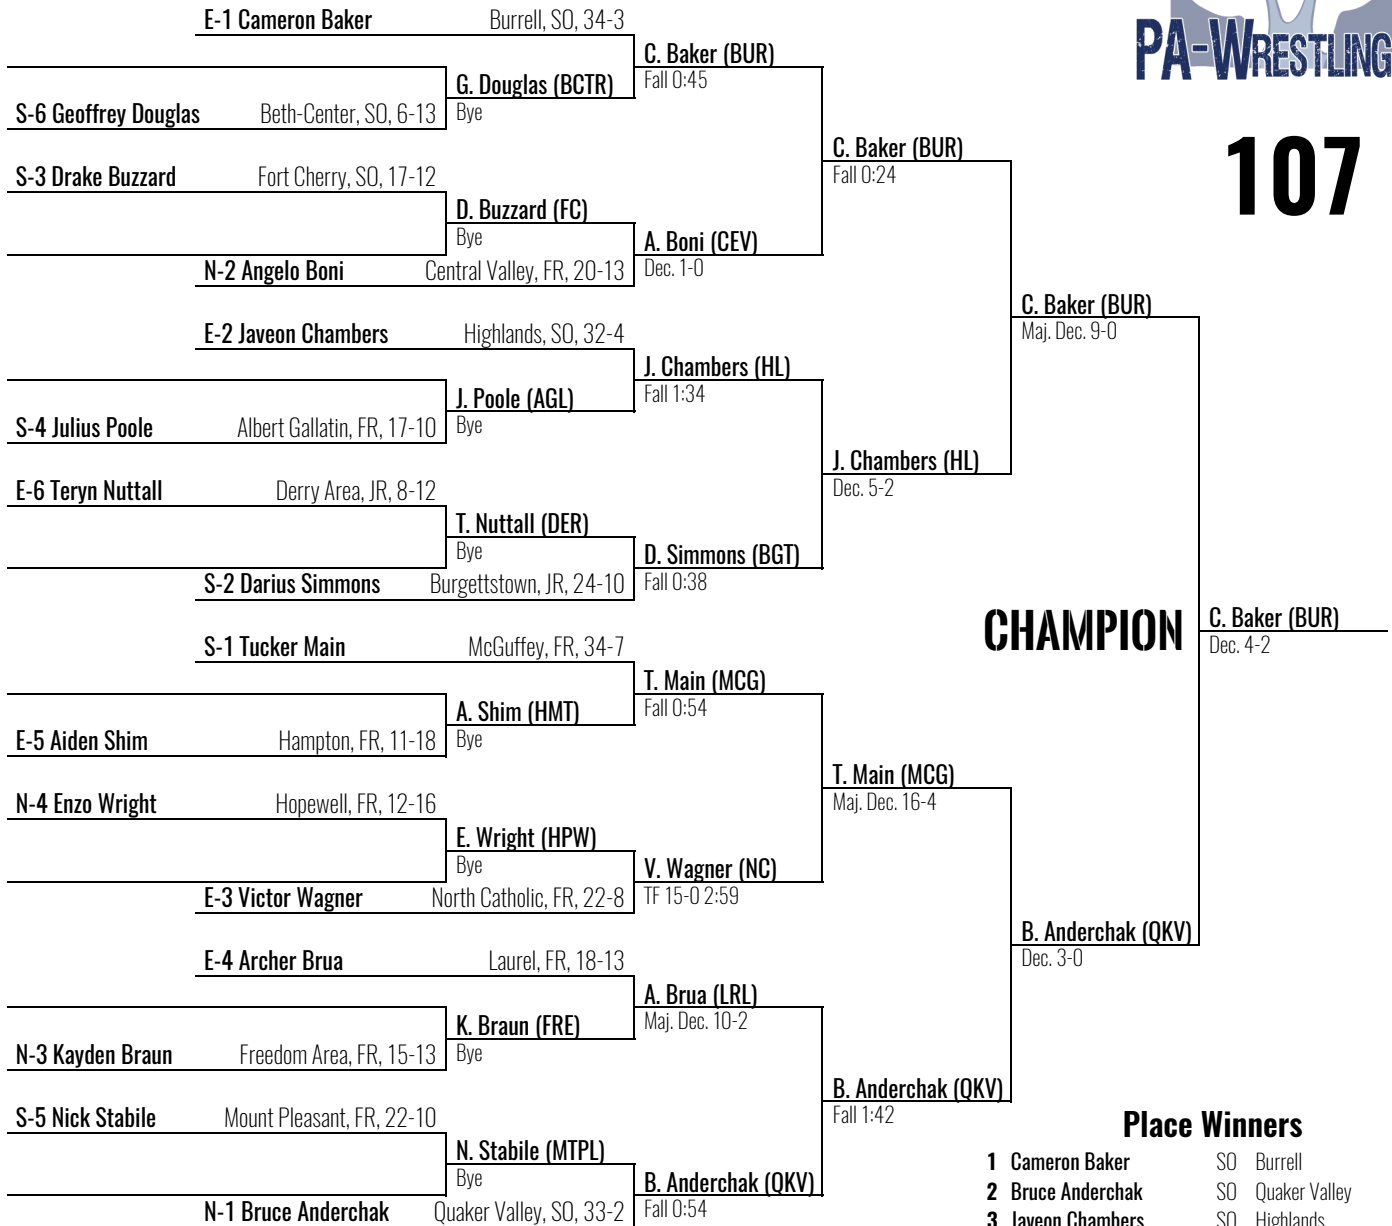 PA-WRESTLING
107
E-1 Cameron Baker Burrell, SO, 34-3
C. Baker (BUR)
Fall 0:45
G. Douglas (BCTR)
Bye
S-6 Geoffrey Douglas Beth-Center, SO, 6-13
C. Baker (BUR)
Fall 0:24
S-3 Drake Buzzard Fort Cherry, SO, 17-12
D. Buzzard (FC)
Bye
A. Boni (CEV)
Dec. 1-0
N-2 Angelo Boni Central Valley, FR, 20-13
C. Baker (BUR)
Maj. Dec. 9-0
E-2 Javeon Chambers Highlands, SO, 32-4
J. Chambers (HL)
Fall 1:34
J. Poole (AGL)
Bye
S-4 Julius Poole Albert Gallatin, FR, 17-10
J. Chambers (HL)
Dec. 5-2
E-6 Teryn Nuttall Derry Area, JR, 8-12
T. Nuttall (DER)
Bye
D. Simmons (BGT)
Fall 0:38
S-2 Darius Simmons Burgettstown, JR, 24-10
CHAMPION
C. Baker (BUR)
Dec. 4-2
S-1 Tucker Main McGuffey, FR, 34-7
T. Main (MCG)
Fall 0:54
A. Shim (HMT)
Bye
E-5 Aiden Shim Hampton, FR, 11-18
T. Main (MCG)
Maj. Dec. 16-4
N-4 Enzo Wright Hopewell, FR, 12-16
E. Wright (HPW)
Bye
V. Wagner (NC)
TF 15-0 2:59
E-3 Victor Wagner North Catholic, FR, 22-8
B. Anderchak (QKV)
Dec. 3-0
E-4 Archer Brua Laurel, FR, 18-13
A. Brua (LRL)
Maj. Dec. 10-2
K. Braun (FRE)
Bye
N-3 Kayden Braun Freedom Area, FR, 15-13
B. Anderchak (QKV)
Fall 1:42
S-5 Nick Stabile Mount Pleasant, FR, 22-10
N. Stabile (MTPL)
Bye
B. Anderchak (QKV)
Fall 0:54
N-1 Bruce Anderchak Quaker Valley, SO, 33-2
Place Winners
1 Cameron Baker SO Burrell
2 Bruce Anderchak SO Quaker Valley
3 Javeon Chambers SO Highlands